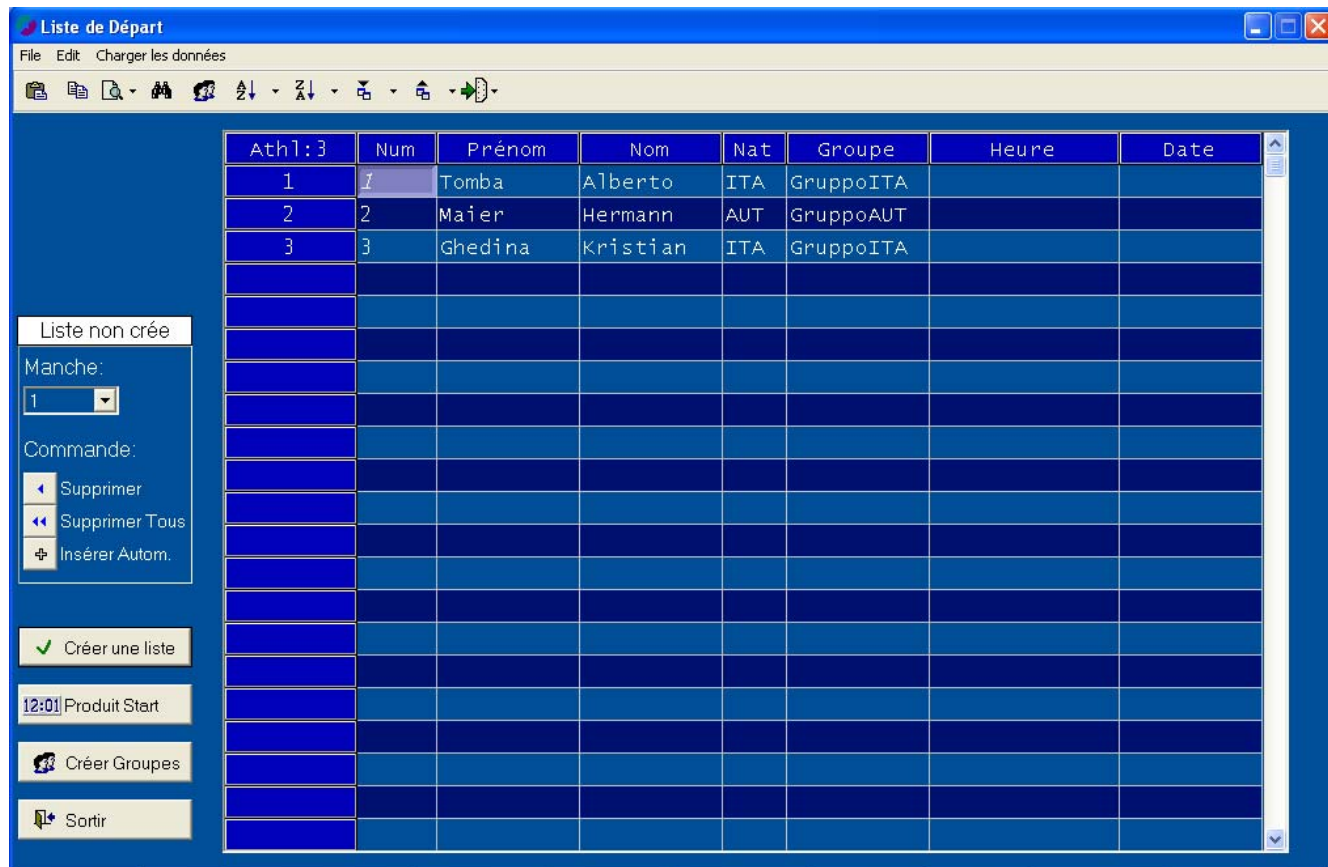 Liste de Départ
File Edit Charger les données
Athl:3 Num Prénom Nom Nat Groupe Heure Date
1 1 Tomba Alberto ITA GruppoITA
2 2 Maier Hermann AUT GruppoAUT
3 3 Ghedina Kristian ITA GruppoITA
Liste non crée
Manche:
1
Commande:
Supprimer
Supprimer Tous
Insérer Autom.
Créer une liste
12:01 Produit Start
Créer Groupes
Sortir